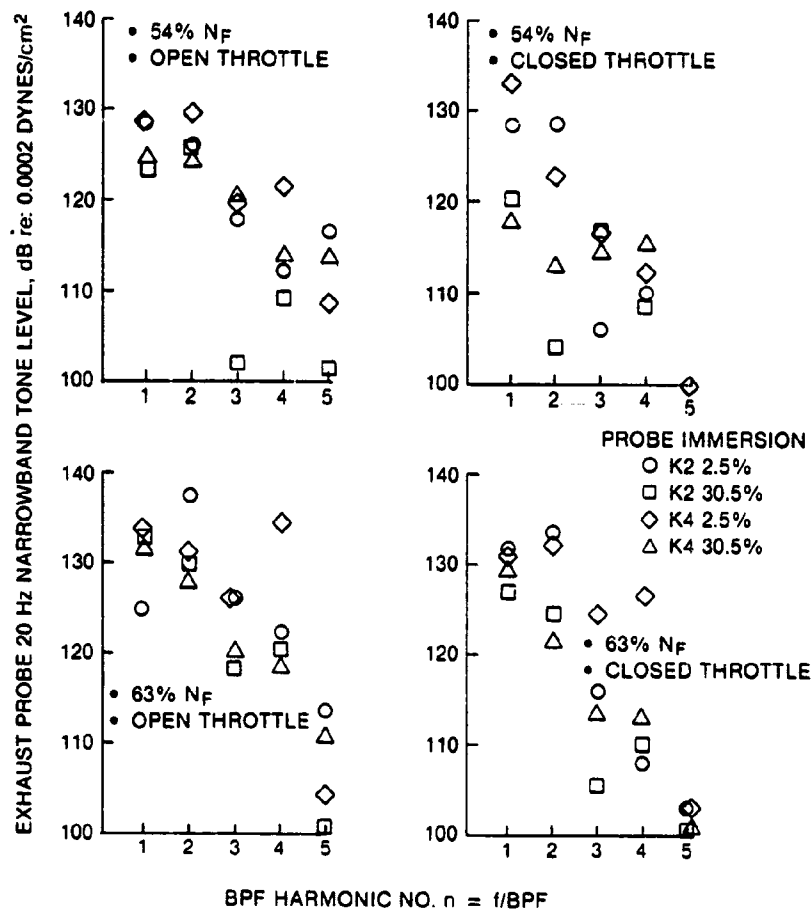 EXHAUST PROBE 20 Hz NARROWBAND TONE LEVEL, dB re: 0.0002 DYNES/cm²
• 54% NF
• OPEN THROTTLE
140
130
120
110
100
1 2 3 4 5
• 54% NF
• CLOSED THROTTLE
140
130
120
110
100
1 2 3 4 5
PROBE IMMERSION
K2 2.5%
K2 30.5%
K4 2.5%
K4 30.5%
140
130
120
110
100
• 63% NF
• OPEN THROTTLE
1 2 3 4 5
140
130
120
110
100
• 63% NF
• CLOSED THROTTLE
1 2 3 4 5
BPF HARMONIC NO. n = f/BPF